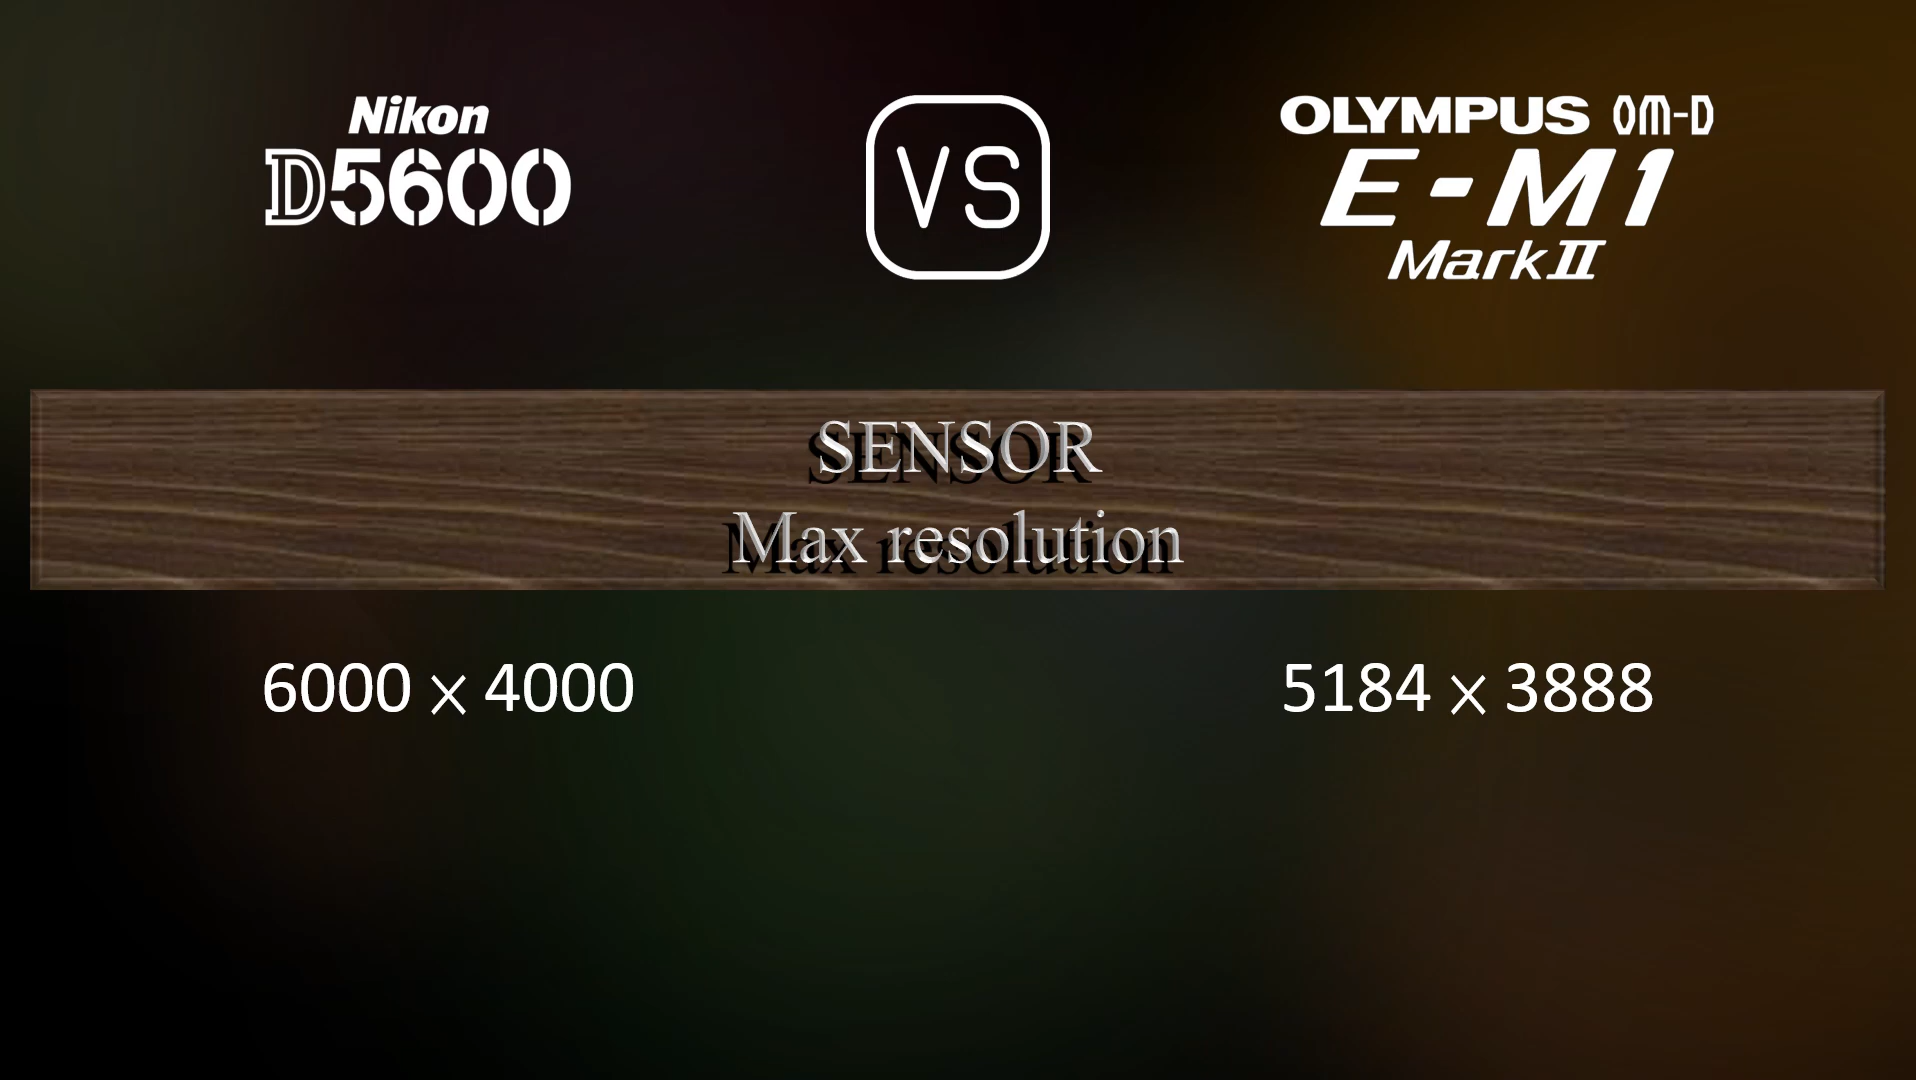 Nikon
D5600
VS
OLYMPUS OM-D
E-M1
Mark II
SENSOR
Max resolution
6000 x 4000
5184 x 3888